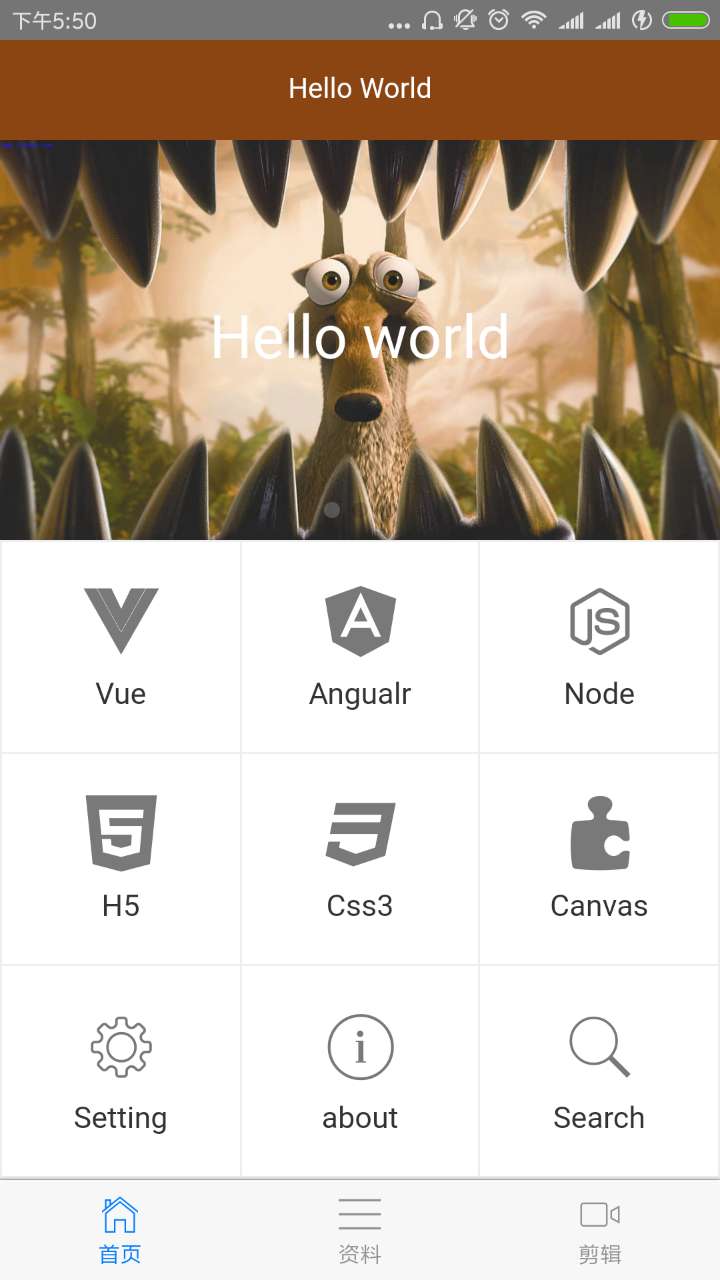 下午5:50
Hello World
Hello world
Vue
Angualr
Node
H5
Css3
Canvas
Setting
about
Search
首页
资料
剪辑